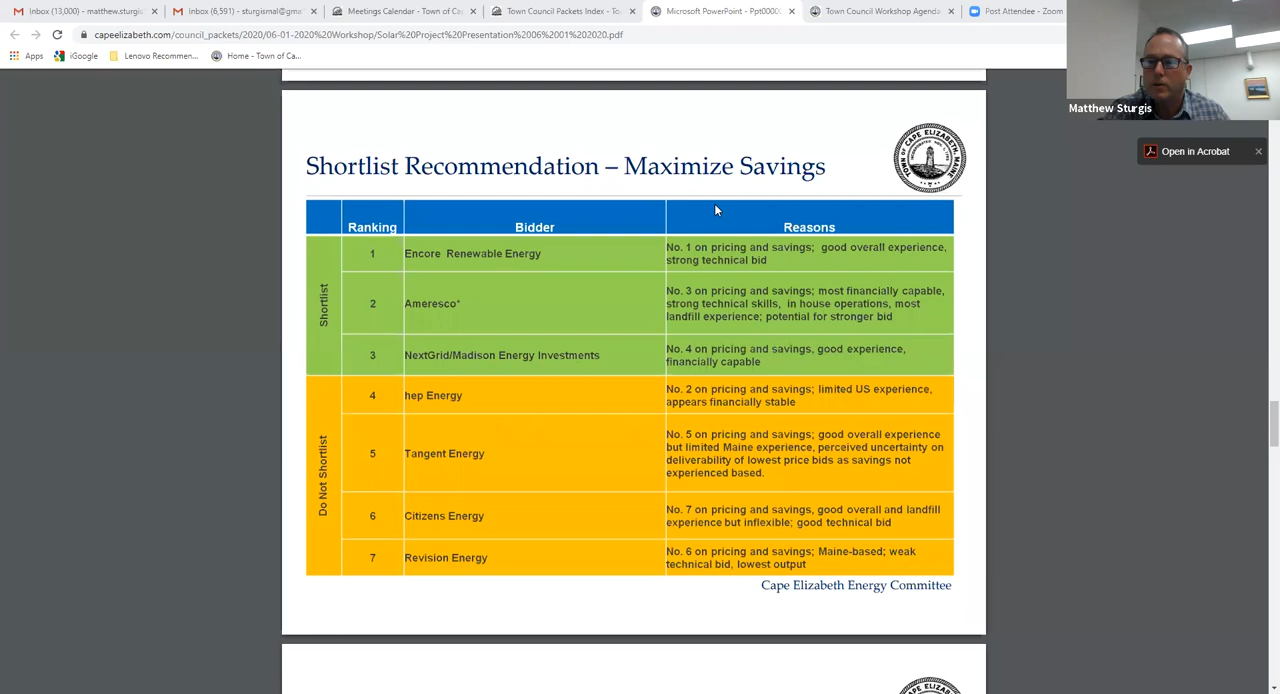 Inbox (13,000) - matthew.sturgis
Inbox (6,591) - sturgismal@gma
Meetings Calendar - Town of Ca
Town Council Packets Index - To
Microsoft PowerPoint - Ppt0000
Town Council Workshop Agenda
Post Attendee - Zoom
capeelizabeth.com/council_packets/2020/06-01-2020%20Workshop/Solar%20Project%20Presentation%2006%2001%202020.pdf
Apps
iGoogle
Lenovo Recommen...
Home - Town of Ca...
Matthew Sturgis
Open in Acrobat
Shortlist Recommendation – Maximize Savings
TOWN OF CAPE ELIZABETH, MAINE
Ranking Bidder Reasons
Shortlist
1 Encore Renewable Energy
No. 1 on pricing and savings; good overall experience,
strong technical bid
2 Ameresco*
No. 3 on pricing and savings; most financially capable,
strong technical skills, in house operations, most
landfill experience; potential for stronger bid
3 NextGrid/Madison Energy Investments
No. 4 on pricing and savings, good experience,
financially capable
Do Not Shortlist
4 hep Energy
No. 2 on pricing and savings; limited US experience,
appears financially stable
5 Tangent Energy
No. 5 on pricing and savings; good overall experience
but limited Maine experience, perceived uncertainty on
deliverability of lowest price bids as savings not
experienced based.
6 Citizens Energy
No. 7 on pricing and savings, good overall and landfill
experience but inflexible; good technical bid
7 Revision Energy
No. 6 on pricing and savings; Maine-based; weak
technical bid, lowest output
Cape Elizabeth Energy Committee